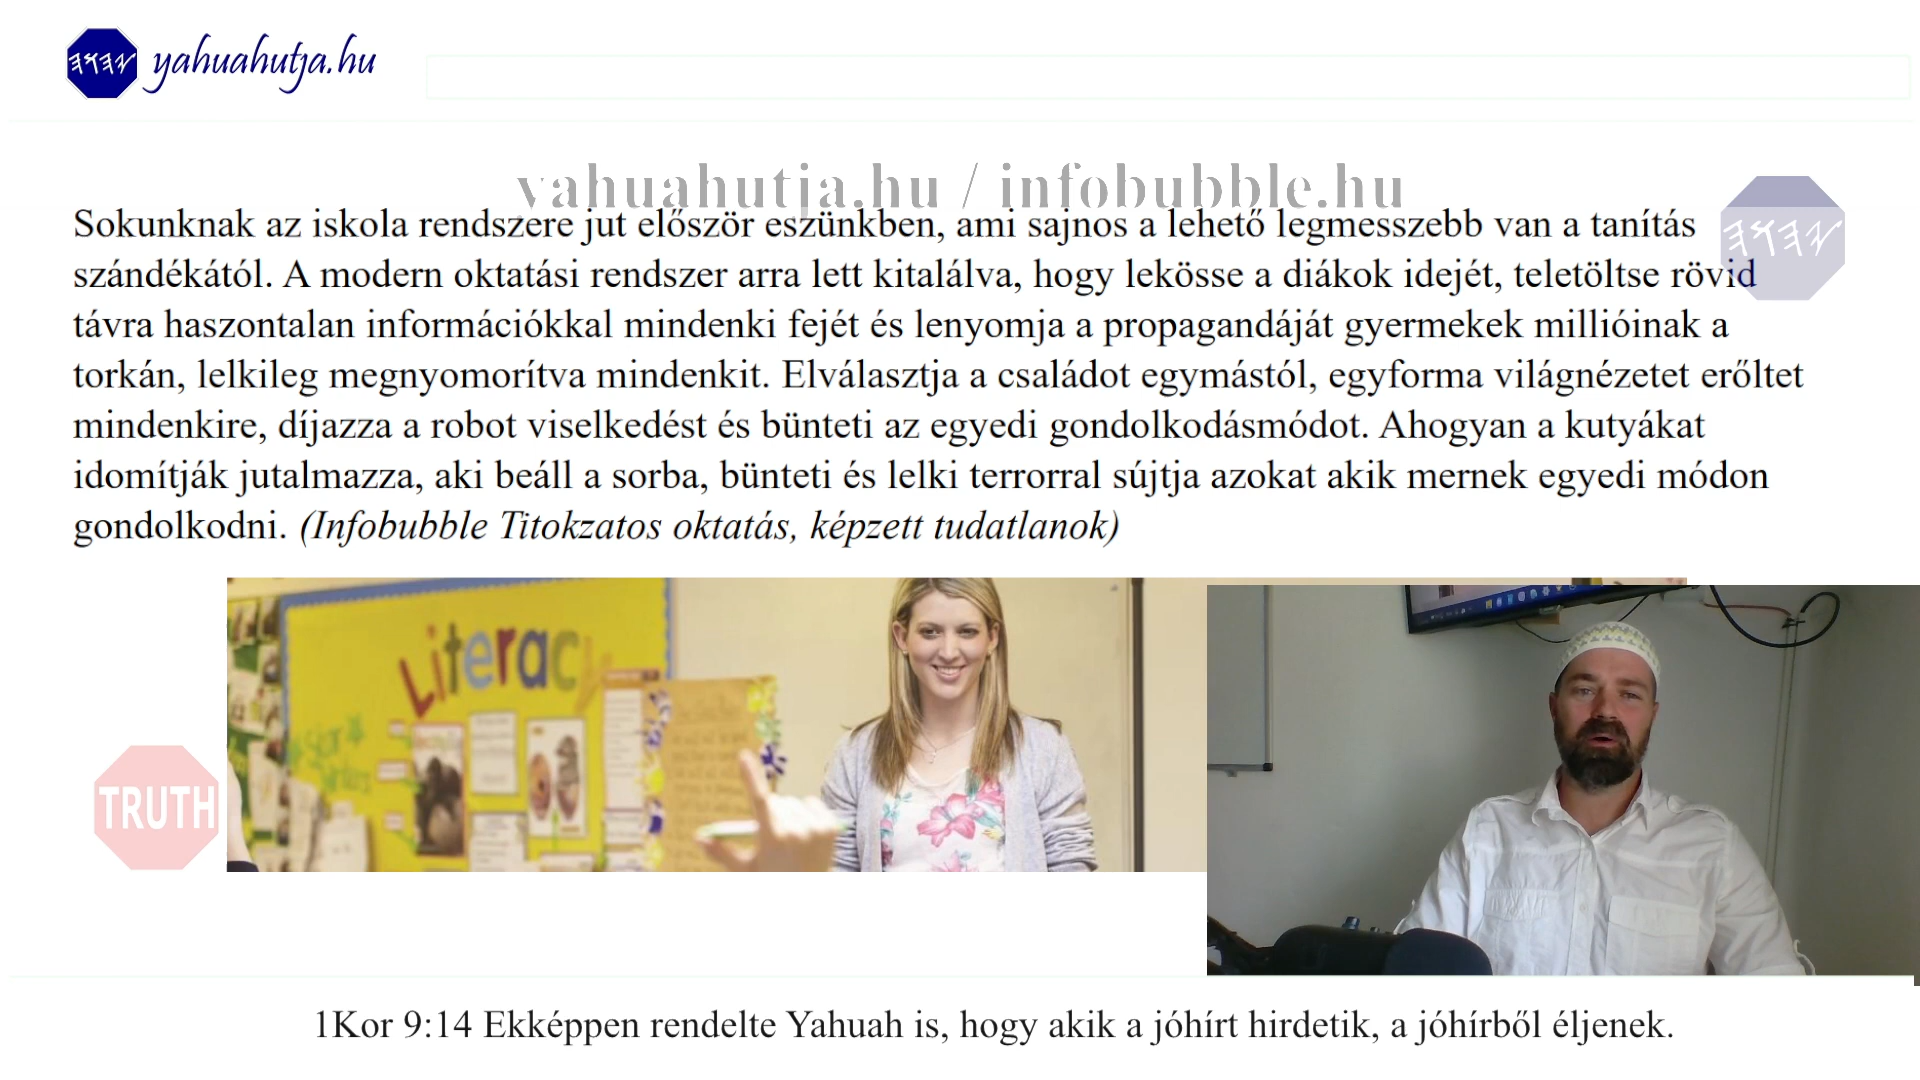 𐤉𐤄𐤅𐤄 yahuahutja.hu
yahuahutja.hu / infobubble.hu
Sokunknak az iskola rendszere jut először eszünkben, ami sajnos a lehető legmesszebb van a tanítás
szándékától. A modern oktatási rendszer arra lett kitalálva, hogy lekösse a diákok idejét, teletöltse rövid
távra haszontalan információkkal mindenki fejét és lenyomja a propagandáját gyermekek millióinak a
torkán, lelkileg megnyomorítva mindenkit. Elválasztja a családot egymástól, egyforma világnézetet erőltet
mindenkire, díjazza a robot viselkedést és bünteti az egyedi gondolkodásmódot. Ahogyan a kutyákat
idomítják jutalmazza, aki beáll a sorba, bünteti és lelki terrorral sújtja azokat akik mernek egyedi módon
gondolkodni. (Infobubble Titokzatos oktatás, képzett tudatlanok)
𐤉𐤄𐤅𐤄
Literacy
TRUTH
1Kor 9:14 Ekképpen rendelte Yahuah is, hogy akik a jóhírt hirdetik, a jóhírből éljenek.